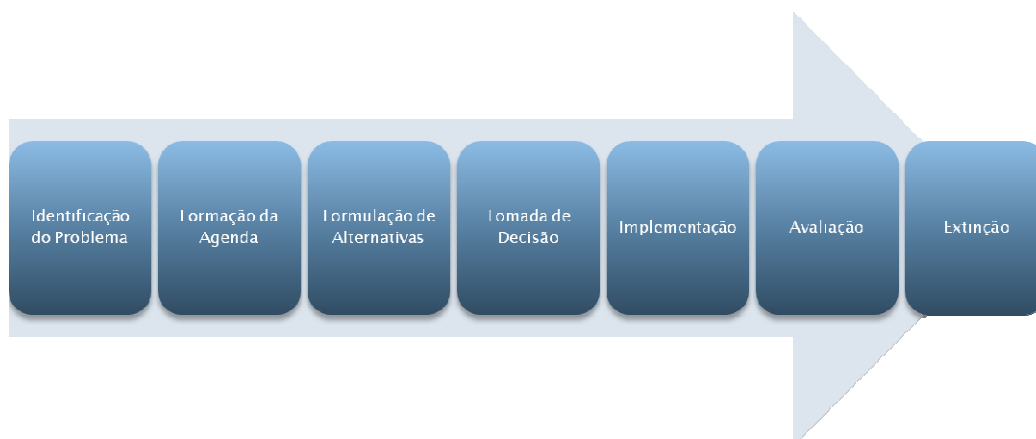 Identificação
do Problema
Formação da
Agenda
Formulação de
Alternativas
Tomada de
Decisão
Implementação
Avaliação
Extinção